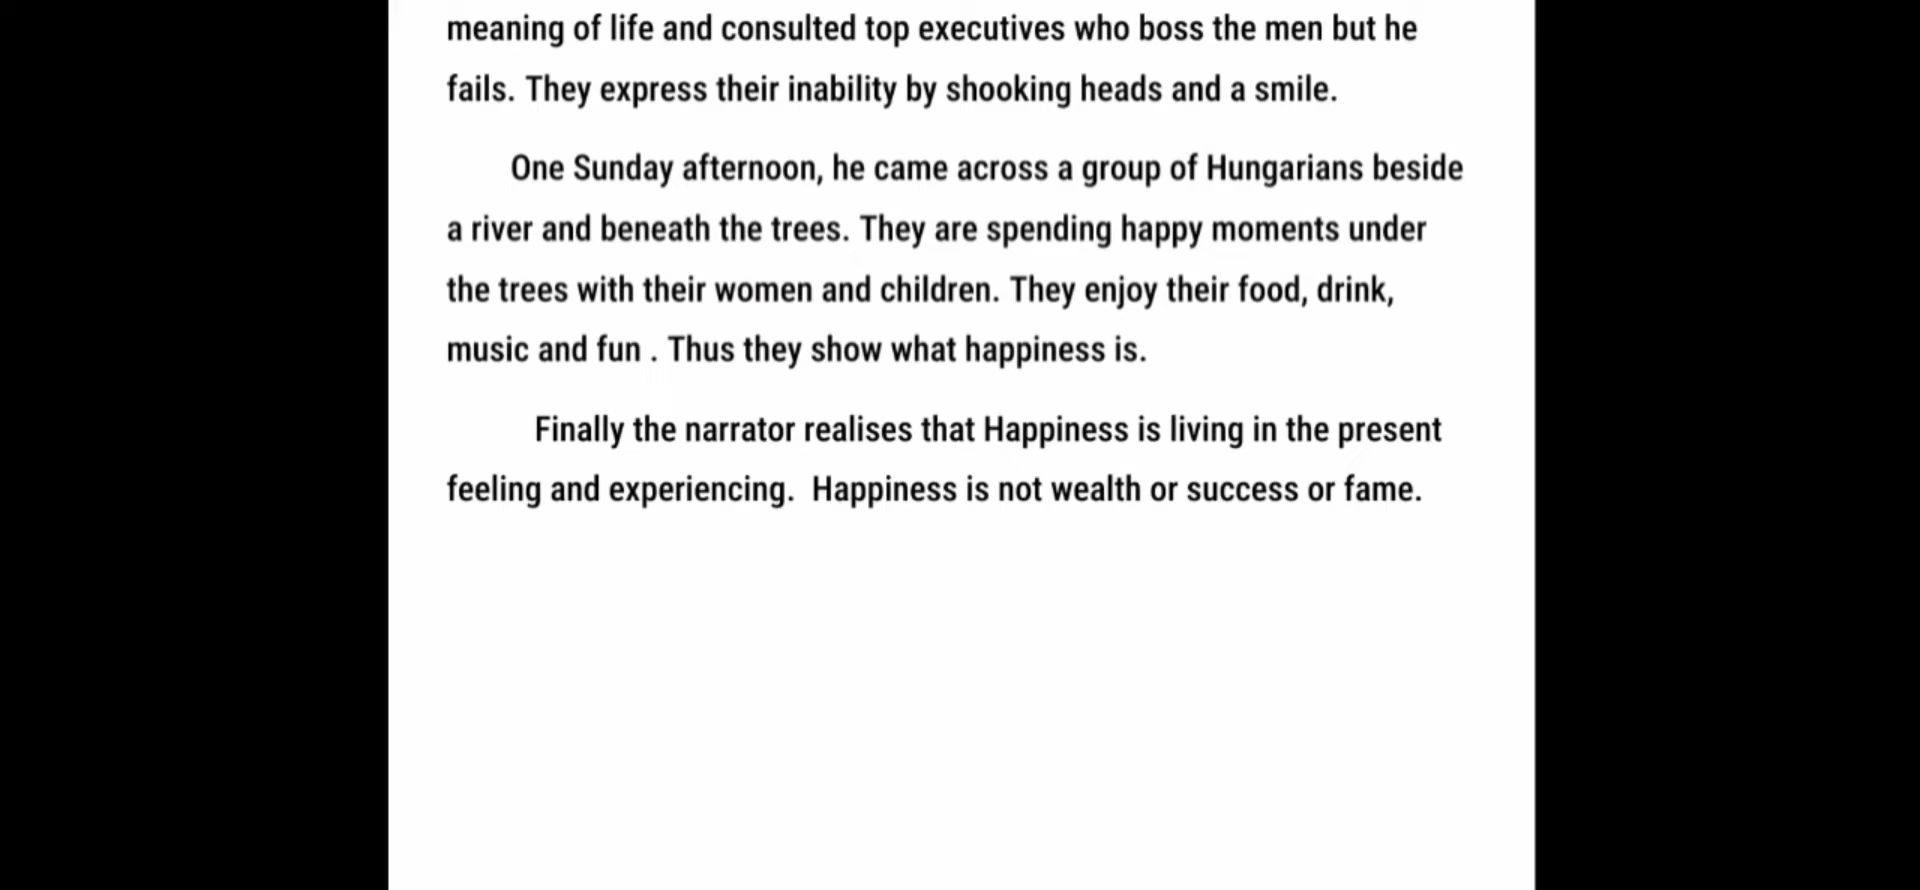 meaning of life and consulted top executives who boss the men but he
fails. They express their inability by shooking heads and a smile.
One Sunday afternoon, he came across a group of Hungarians beside
a river and beneath the trees. They are spending happy moments under
the trees with their women and children. They enjoy their food, drink,
music and fun . Thus they show what happiness is.
Finally the narrator realises that Happiness is living in the present
feeling and experiencing.  Happiness is not wealth or success or fame.